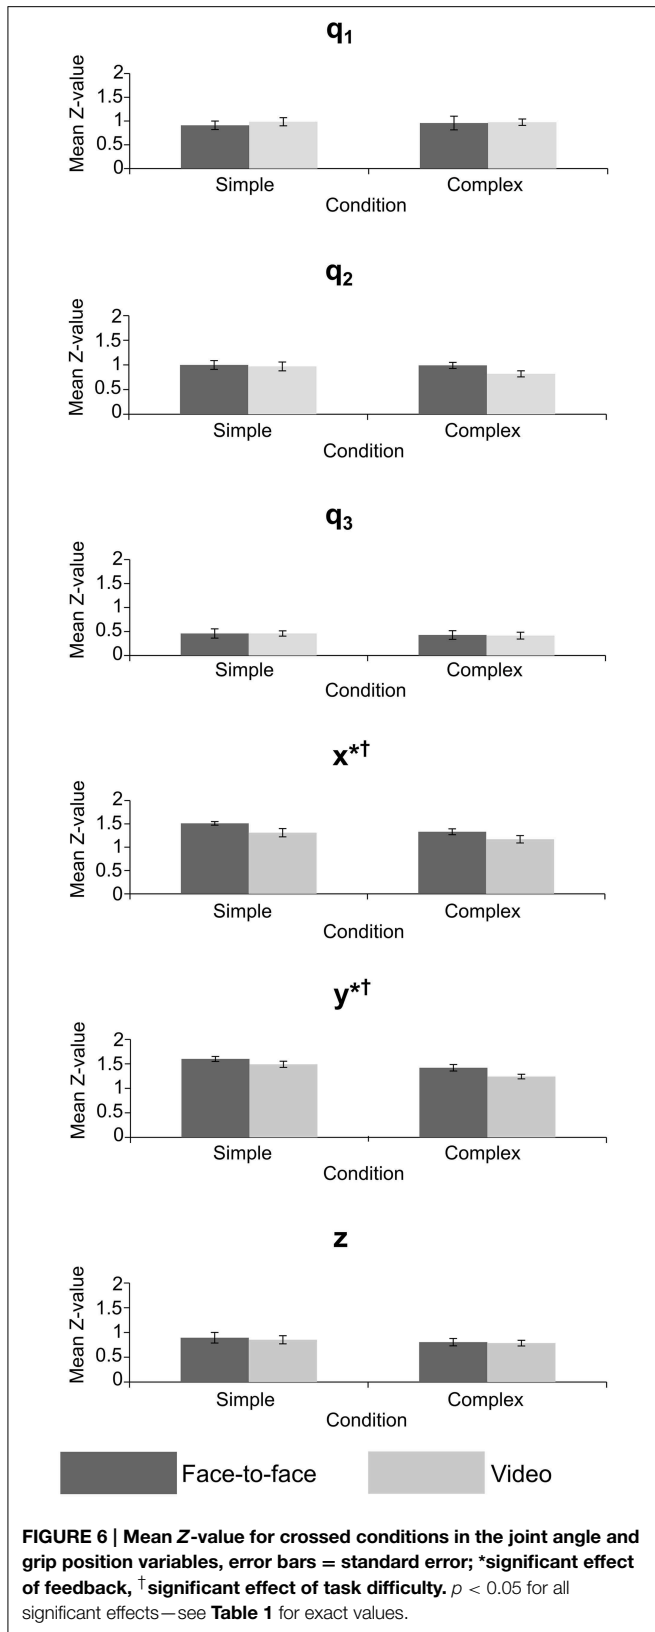 q₁
Mean Z-value
2
1.5
1
0.5
0
Simple Complex
Condition
q₂
Mean Z-value
2
1.5
1
0.5
0
Simple Complex
Condition
q₃
Mean Z-value
2
1.5
1
0.5
0
Simple Complex
Condition
x*†
Mean Z-value
2
1.5
1
0.5
0
Simple Complex
Condition
y*†
Mean Z-value
2
1.5
1
0.5
0
Simple Complex
Condition
z
Mean Z-value
2
1.5
1
0.5
0
Simple Complex
Condition
Face-to-face Video
FIGURE 6 | Mean Z-value for crossed conditions in the joint angle and
grip position variables, error bars = standard error; *significant effect
of feedback, †significant effect of task difficulty. p < 0.05 for all
significant effects—see Table 1 for exact values.